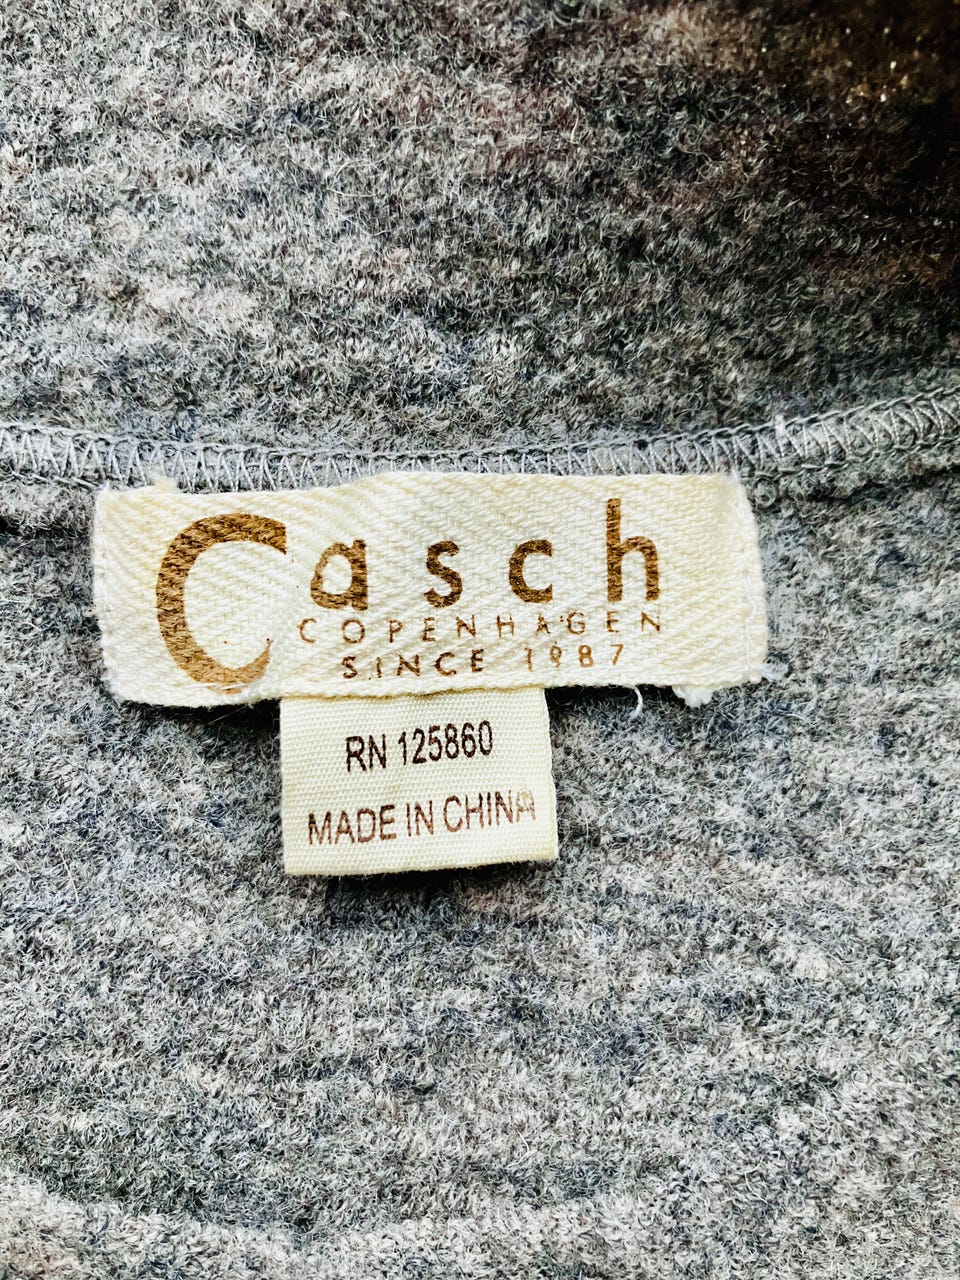 Casch
COPENHAGEN
SINCE 1987
RN 125860
MADE IN CHINA